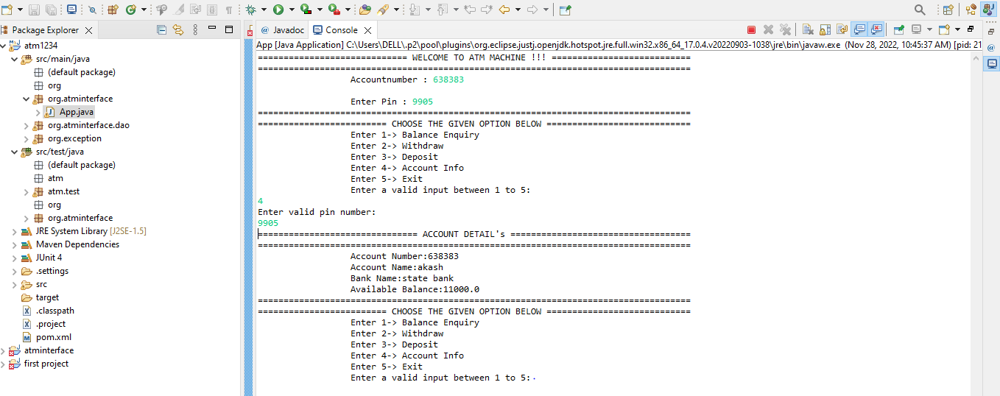 Package Explorer
atm1234
src/main/java
(default package)
org
org.atminterface
App.java
org.atminterface.dao
org.exception
src/test/java
(default package)
atm
atm.test
org
org.atminterface
JRE System Library [J2SE-1.5]
Maven Dependencies
JUnit 4
.settings
src
target
.classpath
.project
pom.xml
atminterface
first project
@ Javadoc Console
App [Java Application] C:\Users\DELL\.p2\pool\plugins\org.eclipse.justj.openjdk.hotspot.jre.full.win32.x86_64_17.0.4.v20220903-1038\jre\bin\javaw.exe (Nov 28, 2022, 10:45:37 AM) [pid: 21
============================= WELCOME TO ATM MACHINE !!! ===========================
====================================================================================
Accountnumber : 638383
Enter Pin : 9905
====================================================================================
========================= CHOOSE THE GIVEN OPTION BELOW ============================
Enter 1-> Balance Enquiry
Enter 2-> Withdraw
Enter 3-> Deposit
Enter 4-> Account Info
Enter 5-> Exit
Enter a valid input between 1 to 5:
4
Enter valid pin number:
9905
=============================== ACCOUNT DETAIL's ===================================
====================================================================================
Account Number:638383
Account Name:akash
Bank Name:state bank
Available Balance:11000.0
====================================================================================
========================= CHOOSE THE GIVEN OPTION BELOW ============================
Enter 1-> Balance Enquiry
Enter 2-> Withdraw
Enter 3-> Deposit
Enter 4-> Account Info
Enter 5-> Exit
Enter a valid input between 1 to 5: